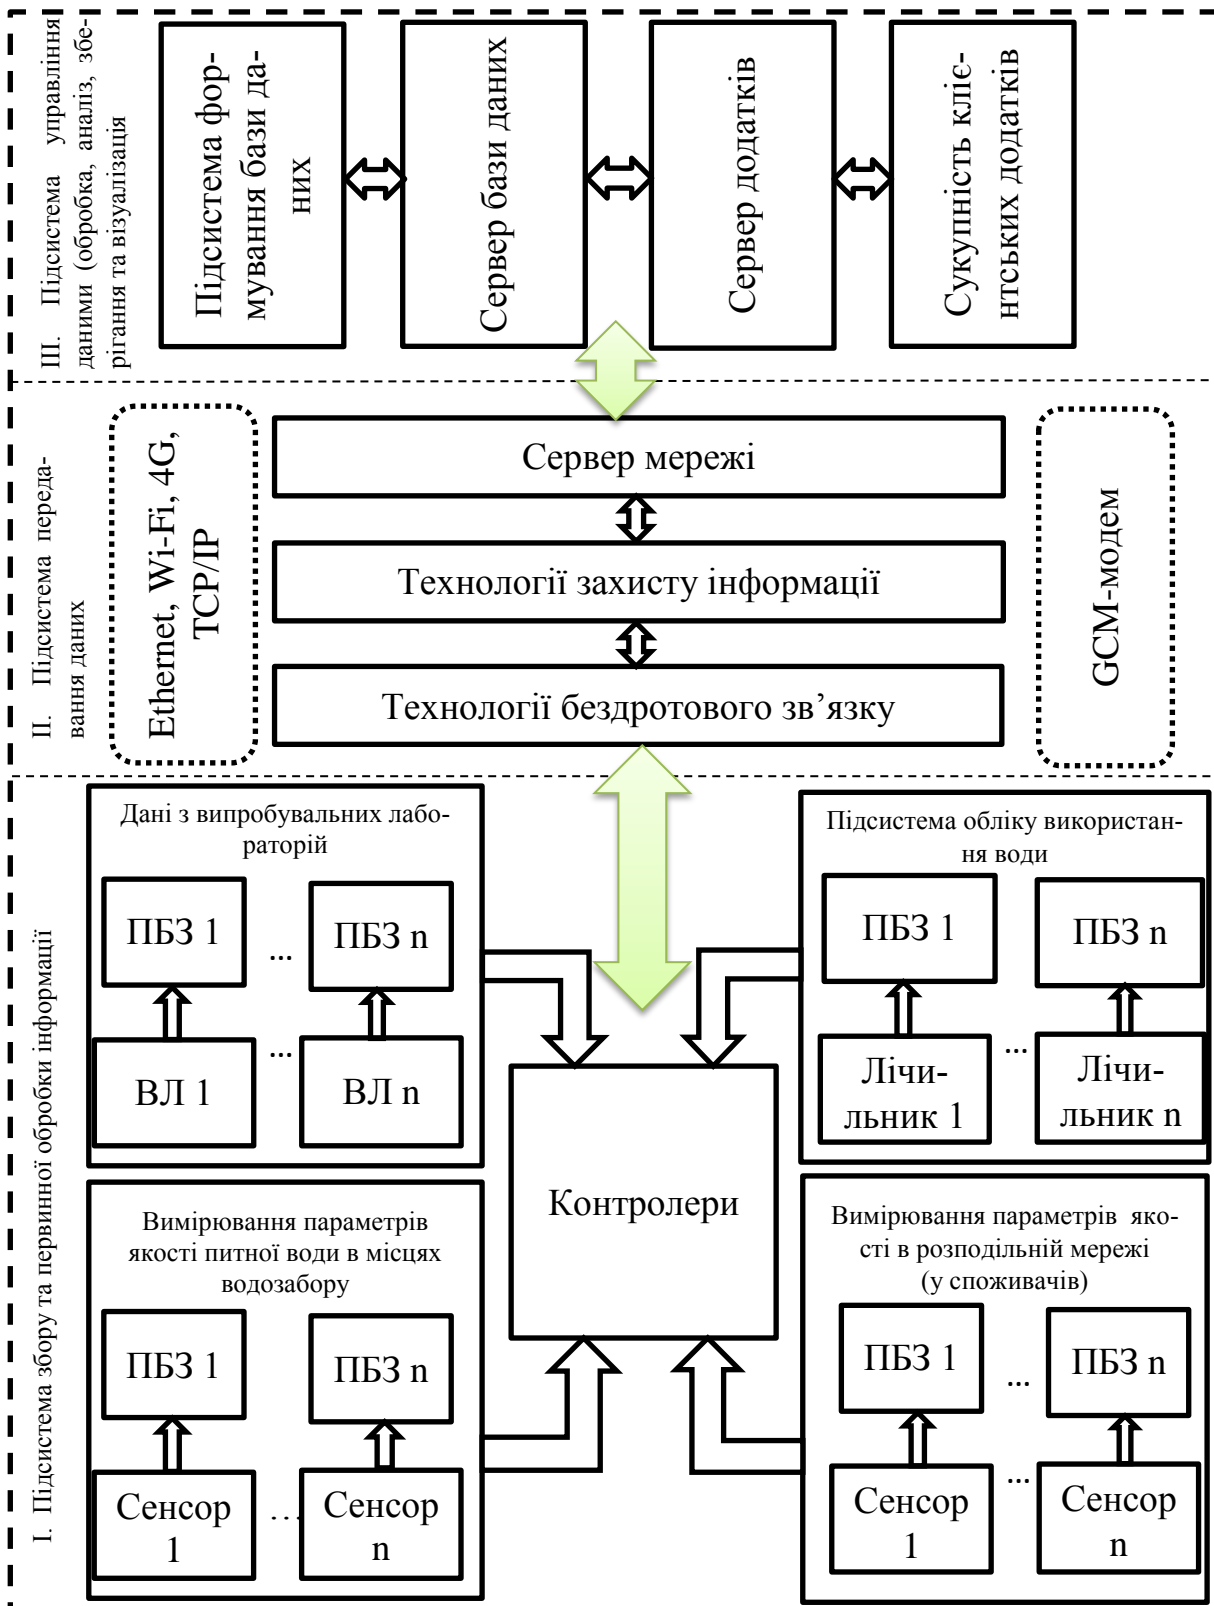 III. Підсистема управління
даними (обробка, аналіз, збе-
рігання та візуалізація
Підсистема фор-
мування бази да-
них
Сервер бази даних
Сервер додатків
Сукупність кліє-
нтських додатків
II. Підсистема переда-
вання даних
Ethernet, Wi-Fi, 4G,
TCP/IP
Сервер мережі
Технології захисту інформації
Технології бездротового зв’язку
GCM-модем
I. Підсистема збору та первинної обробки інформації
Дані з випробувальних лабо-
раторій
ПБЗ 1
...
ПБЗ n
ВЛ 1
...
ВЛ n
Підсистема обліку використан-
ня води
ПБЗ 1
...
ПБЗ n
Лічи-
льник 1
...
Лічи-
льник n
Контролери
Вимірювання параметрів
якості питної води в місцях
водозабору
ПБЗ 1
...
ПБЗ n
Сенсор
1
...
Сенсор
n
Вимірювання параметрів яко-
сті в розподільній мережі
(у споживачів)
ПБЗ 1
...
ПБЗ n
Сенсор
1
...
Сенсор
n